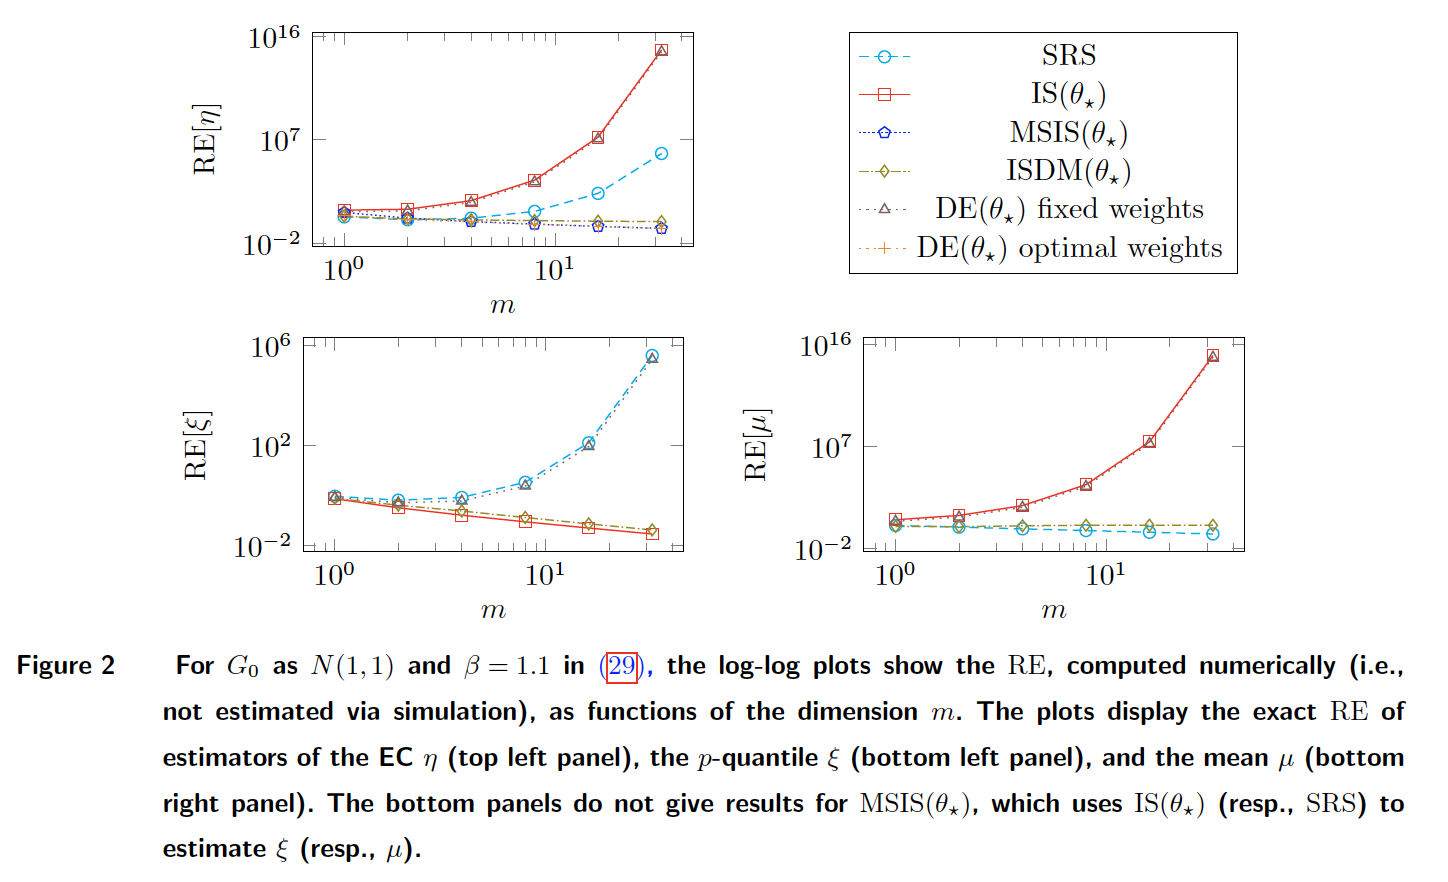 10^16
10^7
10^−2
RE[η]
10^0
10^1
m
SRS
IS(θ⋆)
MSIS(θ⋆)
ISDM(θ⋆)
DE(θ⋆) fixed weights
DE(θ⋆) optimal weights
10^6
10^2
10^−2
RE[ξ]
10^0
10^1
m
10^16
10^7
10^−2
RE[μ]
10^0
10^1
m
Figure 2 For G₀ as N(1,1) and β = 1.1 in (29), the log-log plots show the RE, computed numerically (i.e.,
not estimated via simulation), as functions of the dimension m. The plots display the exact RE of
estimators of the EC η (top left panel), the p-quantile ξ (bottom left panel), and the mean μ (bottom
right panel). The bottom panels do not give results for MSIS(θ⋆), which uses IS(θ⋆) (resp., SRS) to
estimate ξ (resp., μ).